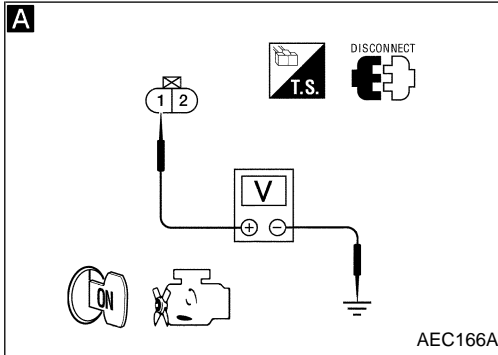 A
DISCONNECT
T.S.
1 2
V
+ −
ON
AEC166A